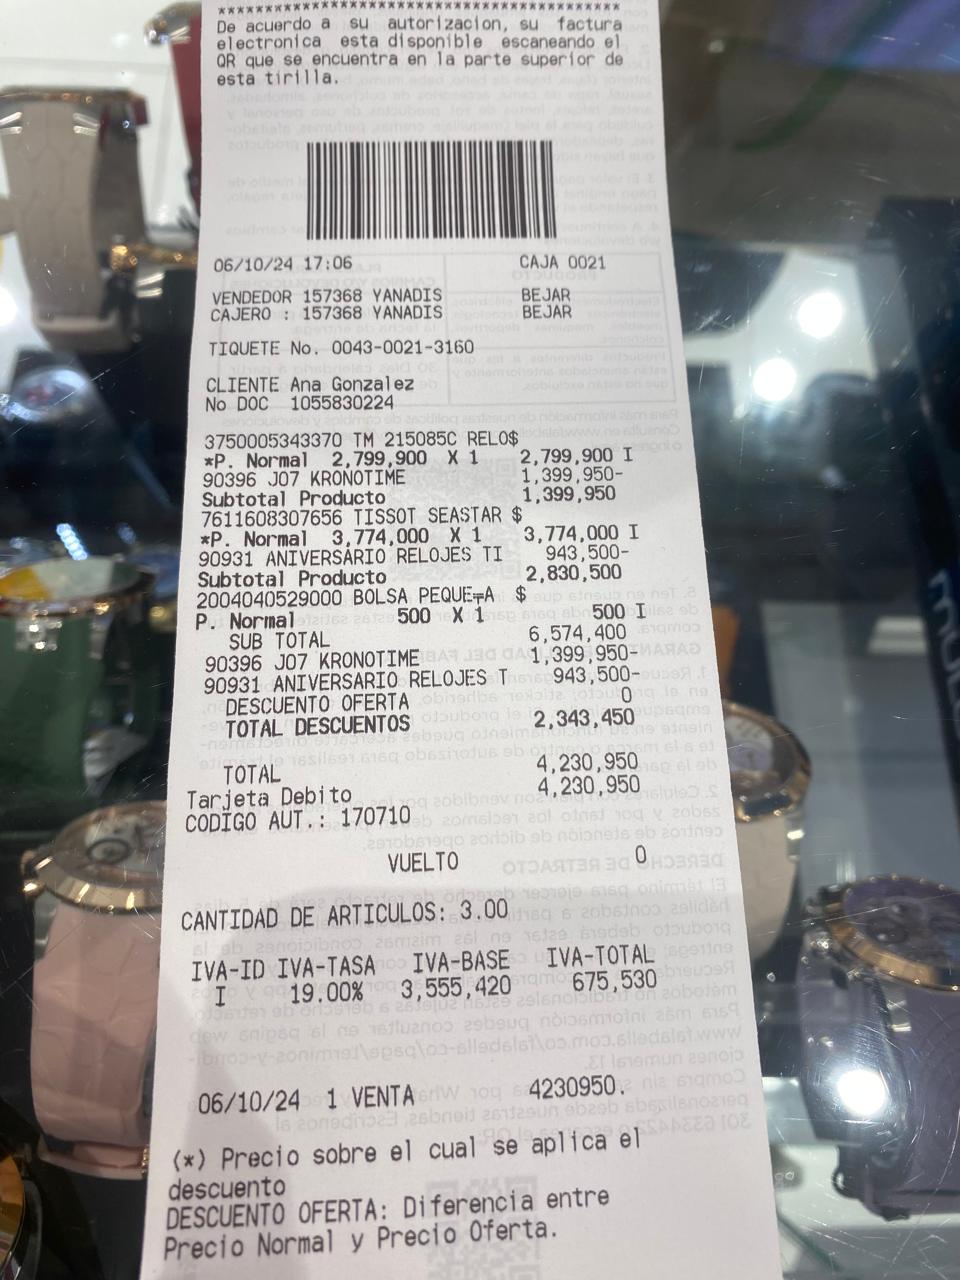 ****************************************
De acuerdo a su autorizacion, su factura
electronica esta disponible escaneando el
QR que se encuentra en la parte superior de
esta tirilla.
06/10/24 17:06 CAJA 0021
VENDEDOR 157368 YANADIS BEJAR
CAJERO : 157368 YANADIS BEJAR
TIQUETE No. 0043-0021-3160
CLIENTE Ana Gonzalez
No DOC 1055830224
3750005343370 TM 215085C RELO$
*P. Normal 2,799,900 X 1 2,799,900 I
90396 J07 KRONOTIME 1,399,950-
Subtotal Producto 1,399,950
7611608307656 TISSOT SEASTAR $
*P. Normal 3,774,000 X 1 3,774,000 I
90931 ANIVERSARIO RELOJES TI 943,500-
Subtotal Producto 2,830,500
2004040529000 BOLSA PEQUE╤A $
P. Normal 500 X 1 500 I
SUB TOTAL 6,574,400
90396 J07 KRONOTIME 1,399,950-
90931 ANIVERSARIO RELOJES T 943,500-
DESCUENTO OFERTA 0
TOTAL DESCUENTOS 2,343,450
TOTAL 4,230,950
Tarjeta Debito 4,230,950
CODIGO AUT.: 170710
VUELTO 0
CANTIDAD DE ARTICULOS: 3.00
IVA-ID IVA-TASA IVA-BASE IVA-TOTAL
I 19.00% 3,555,420 675,530
06/10/24 1 VENTA 4230950.
(*) Precio sobre el cual se aplica el
descuento
DESCUENTO OFERTA: Diferencia entre
Precio Normal y Precio Oferta.